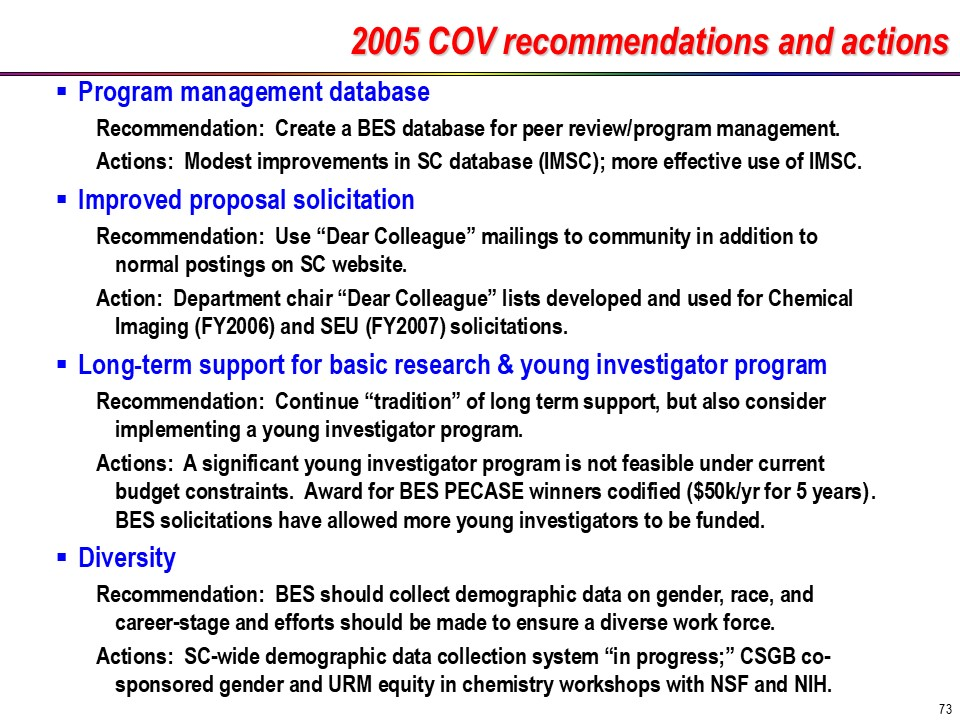 2005 COV recommendations and actions
▪ Program management database
Recommendation: Create a BES database for peer review/program management.
Actions: Modest improvements in SC database (IMSC); more effective use of IMSC.
▪ Improved proposal solicitation
Recommendation: Use “Dear Colleague” mailings to community in addition to
normal postings on SC website.
Action: Department chair “Dear Colleague” lists developed and used for Chemical
Imaging (FY2006) and SEU (FY2007) solicitations.
▪ Long-term support for basic research & young investigator program
Recommendation: Continue “tradition” of long term support, but also consider
implementing a young investigator program.
Actions: A significant young investigator program is not feasible under current
budget constraints. Award for BES PECASE winners codified ($50k/yr for 5 years).
BES solicitations have allowed more young investigators to be funded.
▪ Diversity
Recommendation: BES should collect demographic data on gender, race, and
career-stage and efforts should be made to ensure a diverse work force.
Actions: SC-wide demographic data collection system “in progress;” CSGB co-
sponsored gender and URM equity in chemistry workshops with NSF and NIH.
73